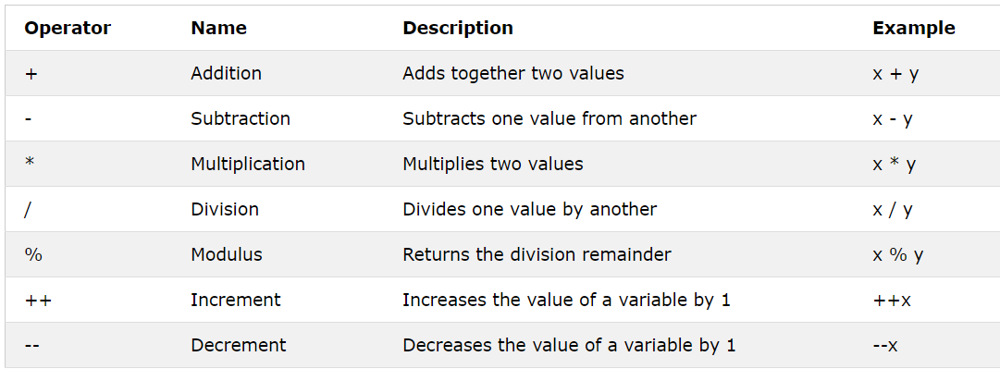 Operator Name Description Example
+ Addition Adds together two values x + y
- Subtraction Subtracts one value from another x - y
* Multiplication Multiplies two values x * y
/ Division Divides one value by another x / y
% Modulus Returns the division remainder x % y
++ Increment Increases the value of a variable by 1 ++x
-- Decrement Decreases the value of a variable by 1 --x